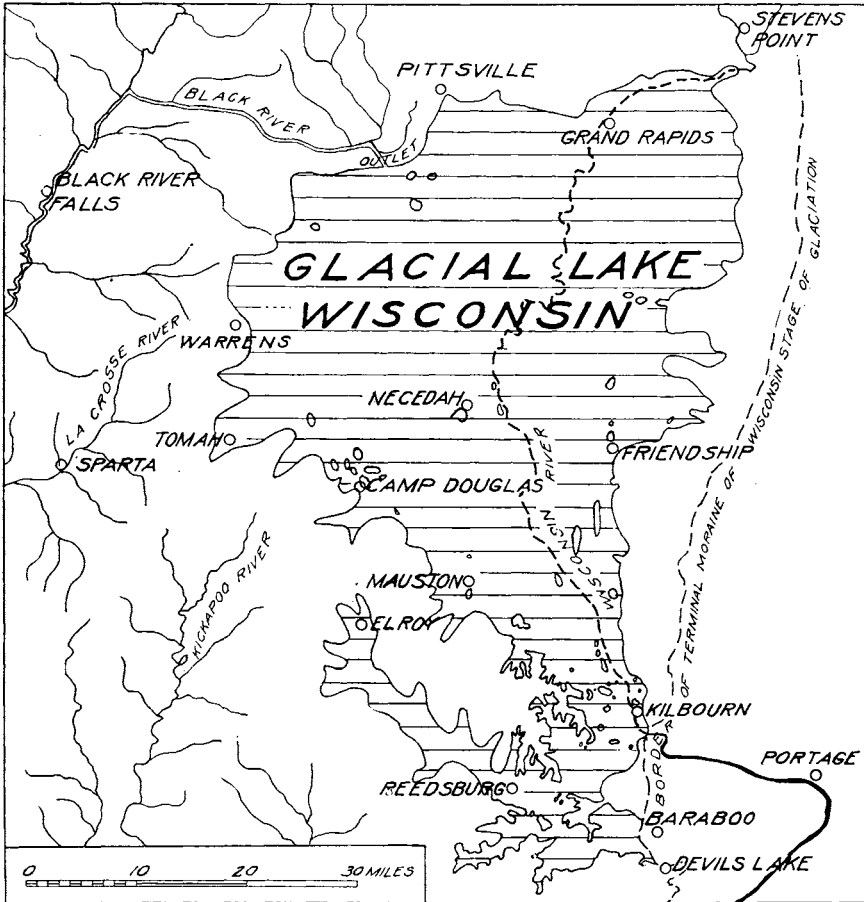 STEVENS
POINT
PITTSVILLE
BLACK RIVER
OUTLET
GRAND RAPIDS
BLACK RIVER
FALLS
GLACIAL LAKE
WISCONSIN
WARRENS
LA CROSSE RIVER
NECEDAH
TOMAH
SPARTA
FRIENDSHIP
CAMP DOUGLAS
WISCONSIN RIVER
BORDER OF TERMINAL MORAINE OF WISCONSIN STAGE OF GLACIATION
KICKAPOO RIVER
MAUSTON
ELROY
KILBOURN
PORTAGE
REEDSBURG
BARABOO
DEVILS LAKE
0 10 20 30 MILES